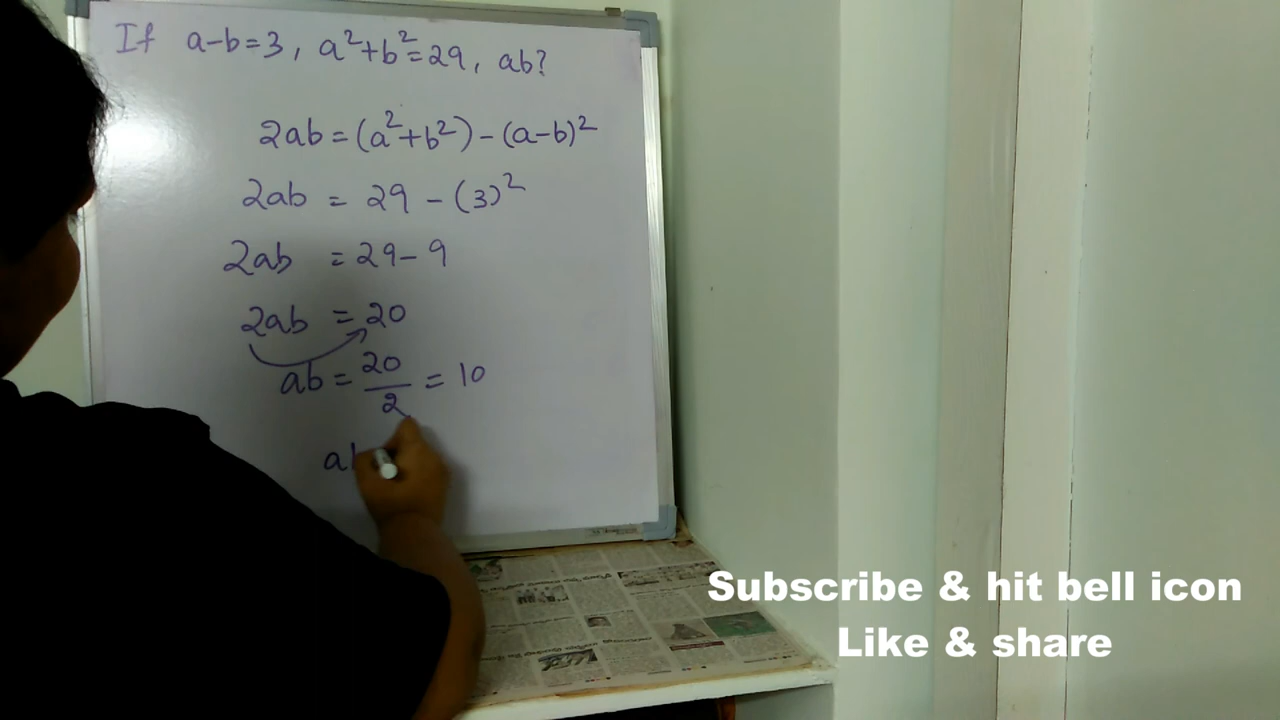 If a-b=3, a²+b²=29, ab?
2ab = (a²+b²) - (a-b)²
2ab = 29 - (3)²
2ab = 29 - 9
2ab = 20
ab = 20/2 = 10
Subscribe & hit bell icon
Like & share